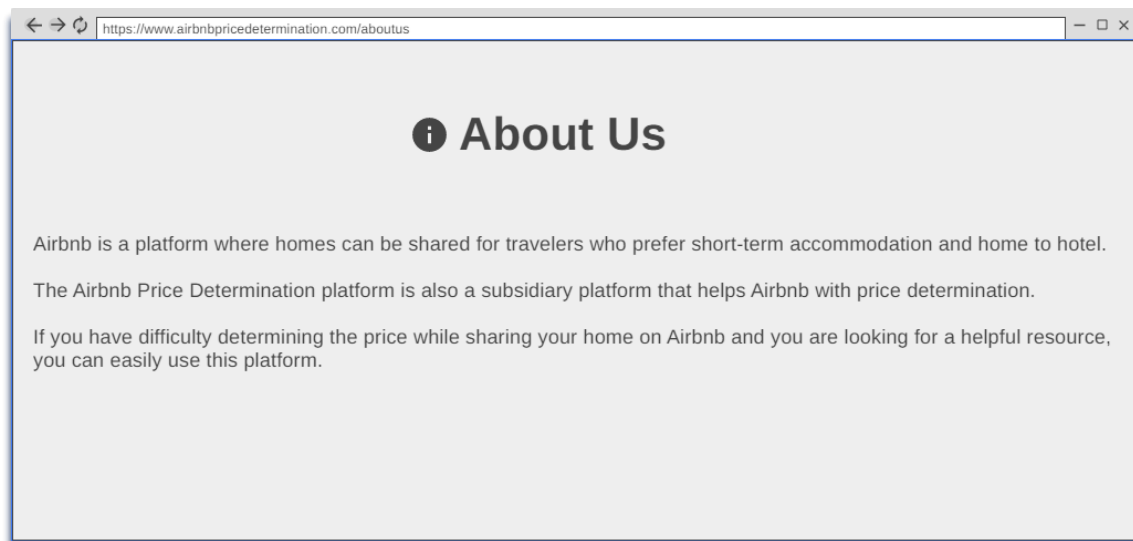 https://www.airbnbpricedetermination.com/aboutus
About Us
Airbnb is a platform where homes can be shared for travelers who prefer short-term accommodation and home to hotel.
The Airbnb Price Determination platform is also a subsidiary platform that helps Airbnb with price determination.
If you have difficulty determining the price while sharing your home on Airbnb and you are looking for a helpful resource,
you can easily use this platform.